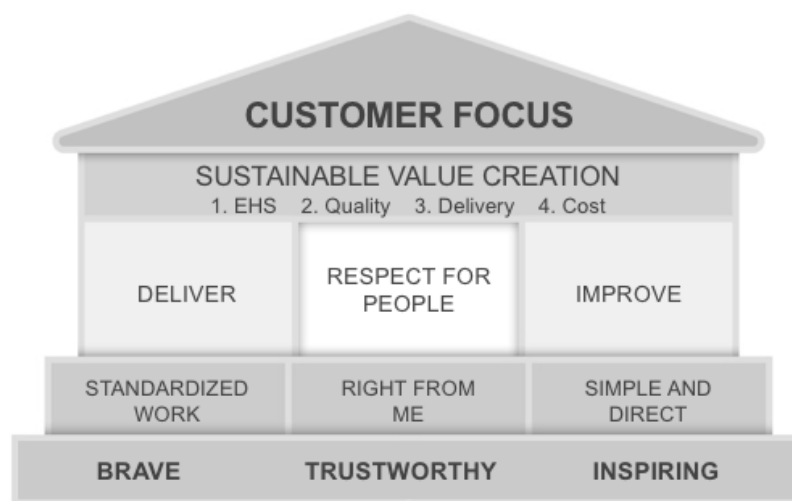 CUSTOMER FOCUS
SUSTAINABLE VALUE CREATION
1. EHS 2. Quality 3. Delivery 4. Cost
DELIVER
RESPECT FOR
PEOPLE
IMPROVE
STANDARDIZED
WORK
RIGHT FROM
ME
SIMPLE AND
DIRECT
BRAVE TRUSTWORTHY INSPIRING